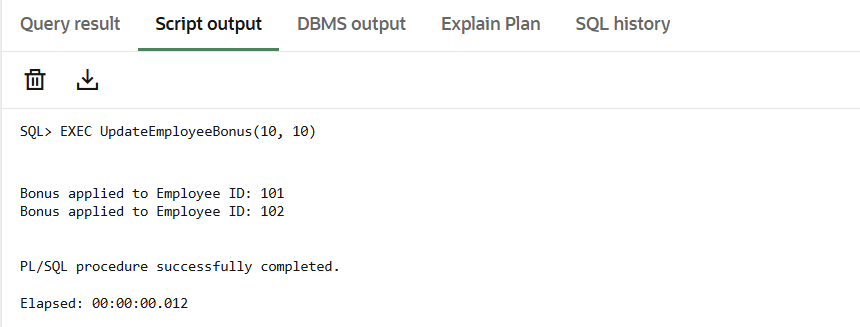 Query result Script output DBMS output Explain Plan SQL history
SQL> EXEC UpdateEmployeeBonus(10, 10)
Bonus applied to Employee ID: 101
Bonus applied to Employee ID: 102
PL/SQL procedure successfully completed.
Elapsed: 00:00:00.012